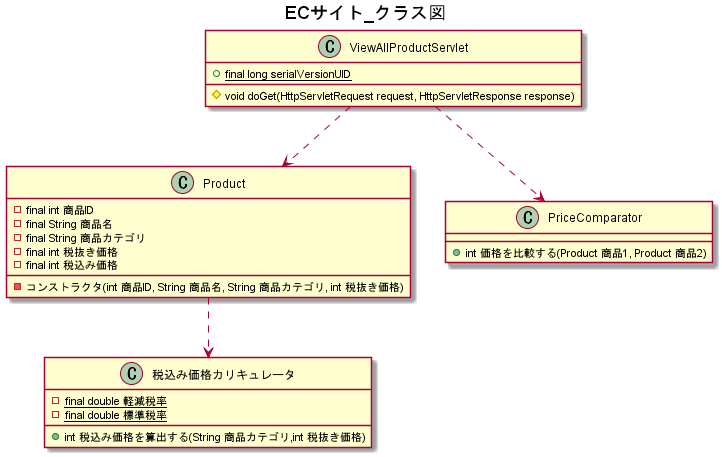 ECサイト_クラス図
C ViewAllProductServlet
final long serialVersionUID
void doGet(HttpServletRequest request, HttpServletResponse response)
C Product
final int 商品ID
final String 商品名
final String 商品カテゴリ
final int 税抜き価格
final int 税込み価格
コンストラクタ(int 商品ID, String 商品名, String 商品カテゴリ, int 税抜き価格)
C PriceComparator
int 価格を比較する(Product 商品1, Product 商品2)
C 税込み価格カリキュレータ
final double 軽減税率
final double 標準税率
int 税込み価格を算出する(String 商品カテゴリ,int 税抜き価格)